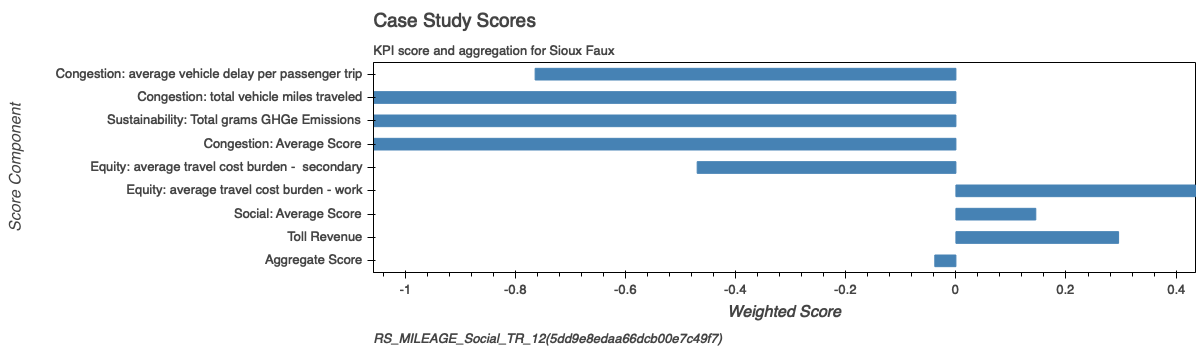 Case Study Scores
KPI score and aggregation for Sioux Faux
Score Component
Congestion: average vehicle delay per passenger trip
Congestion: total vehicle miles traveled
Sustainability: Total grams GHGe Emissions
Congestion: Average Score
Equity: average travel cost burden -  secondary
Equity: average travel cost burden - work
Social: Average Score
Toll Revenue
Aggregate Score
-1 -0.8 -0.6 -0.4 -0.2 0 0.2 0.4
Weighted Score
RS_MILEAGE_Social_TR_12(5dd9e8edaa66dcb00e7c49f7)